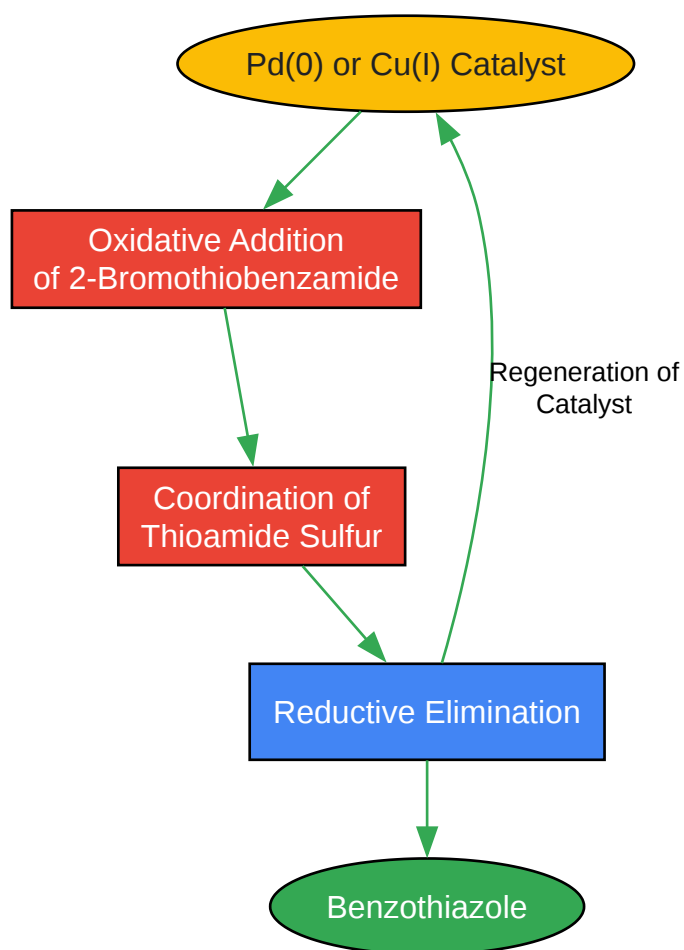 Pd(0) or Cu(I) Catalyst
Oxidative Addition
of 2-Bromothiobenzamide
Regeneration of
Catalyst
Coordination of
Thioamide Sulfur
Reductive Elimination
Benzothiazole